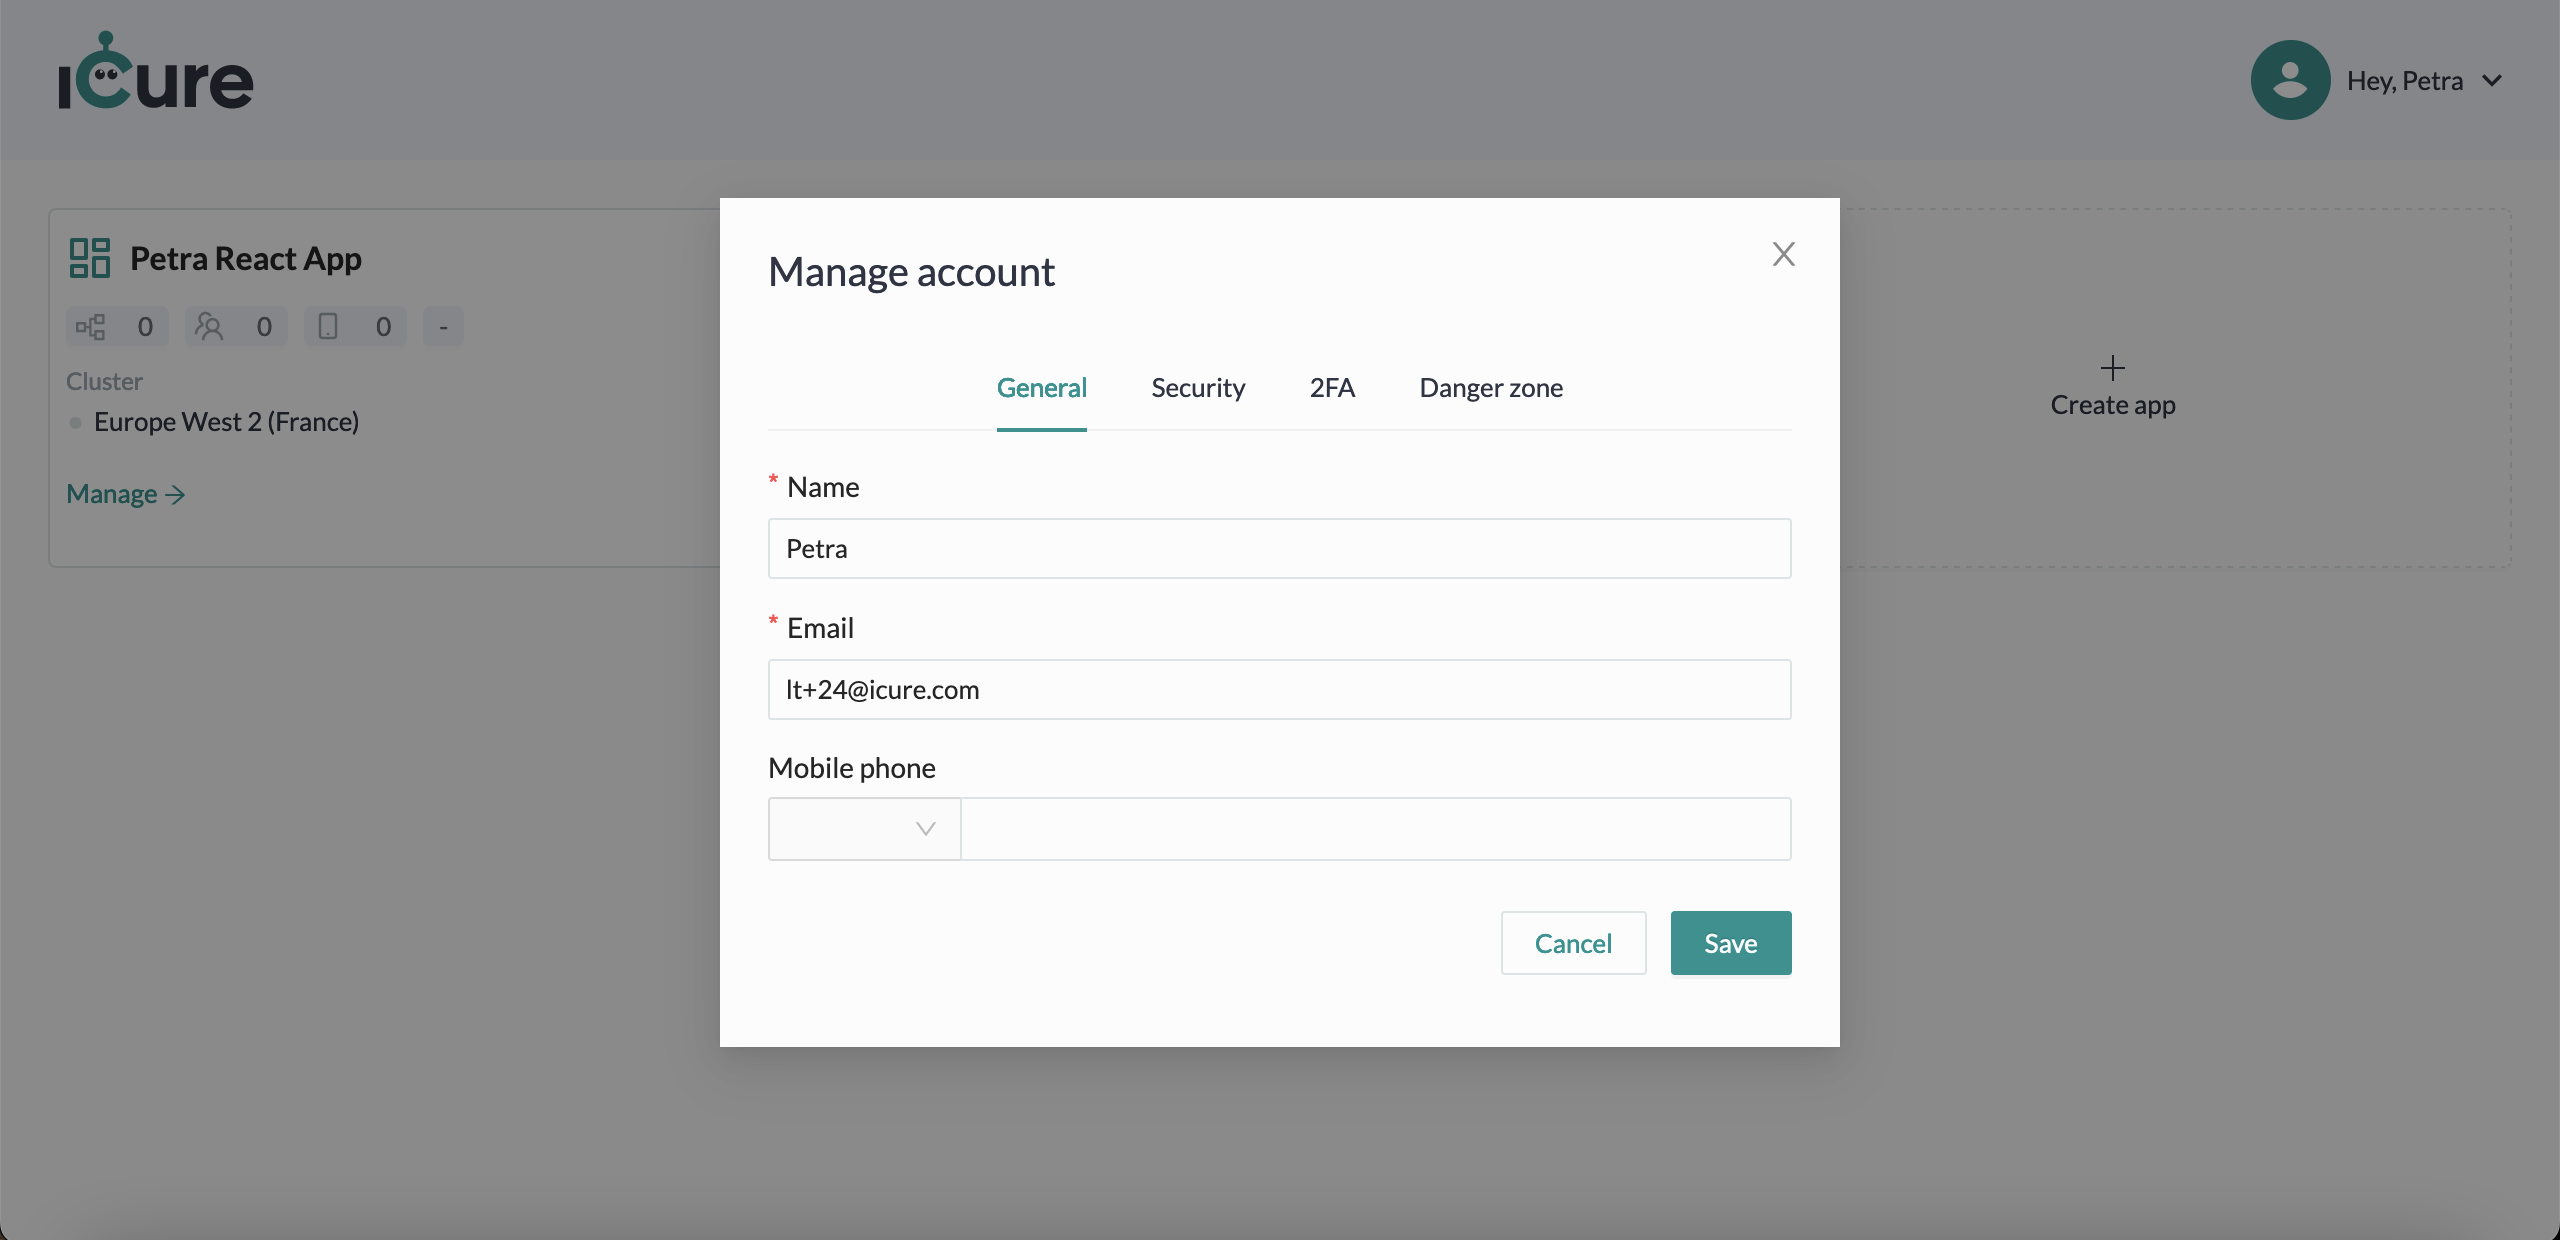 iCure
Hey, Petra
Petra React App
0 0 0 -
Cluster
Europe West 2 (France)
Manage
Create app
Manage account
General Security 2FA Danger zone
* Name
Petra
* Email
lt+24@icure.com
Mobile phone
Cancel Save